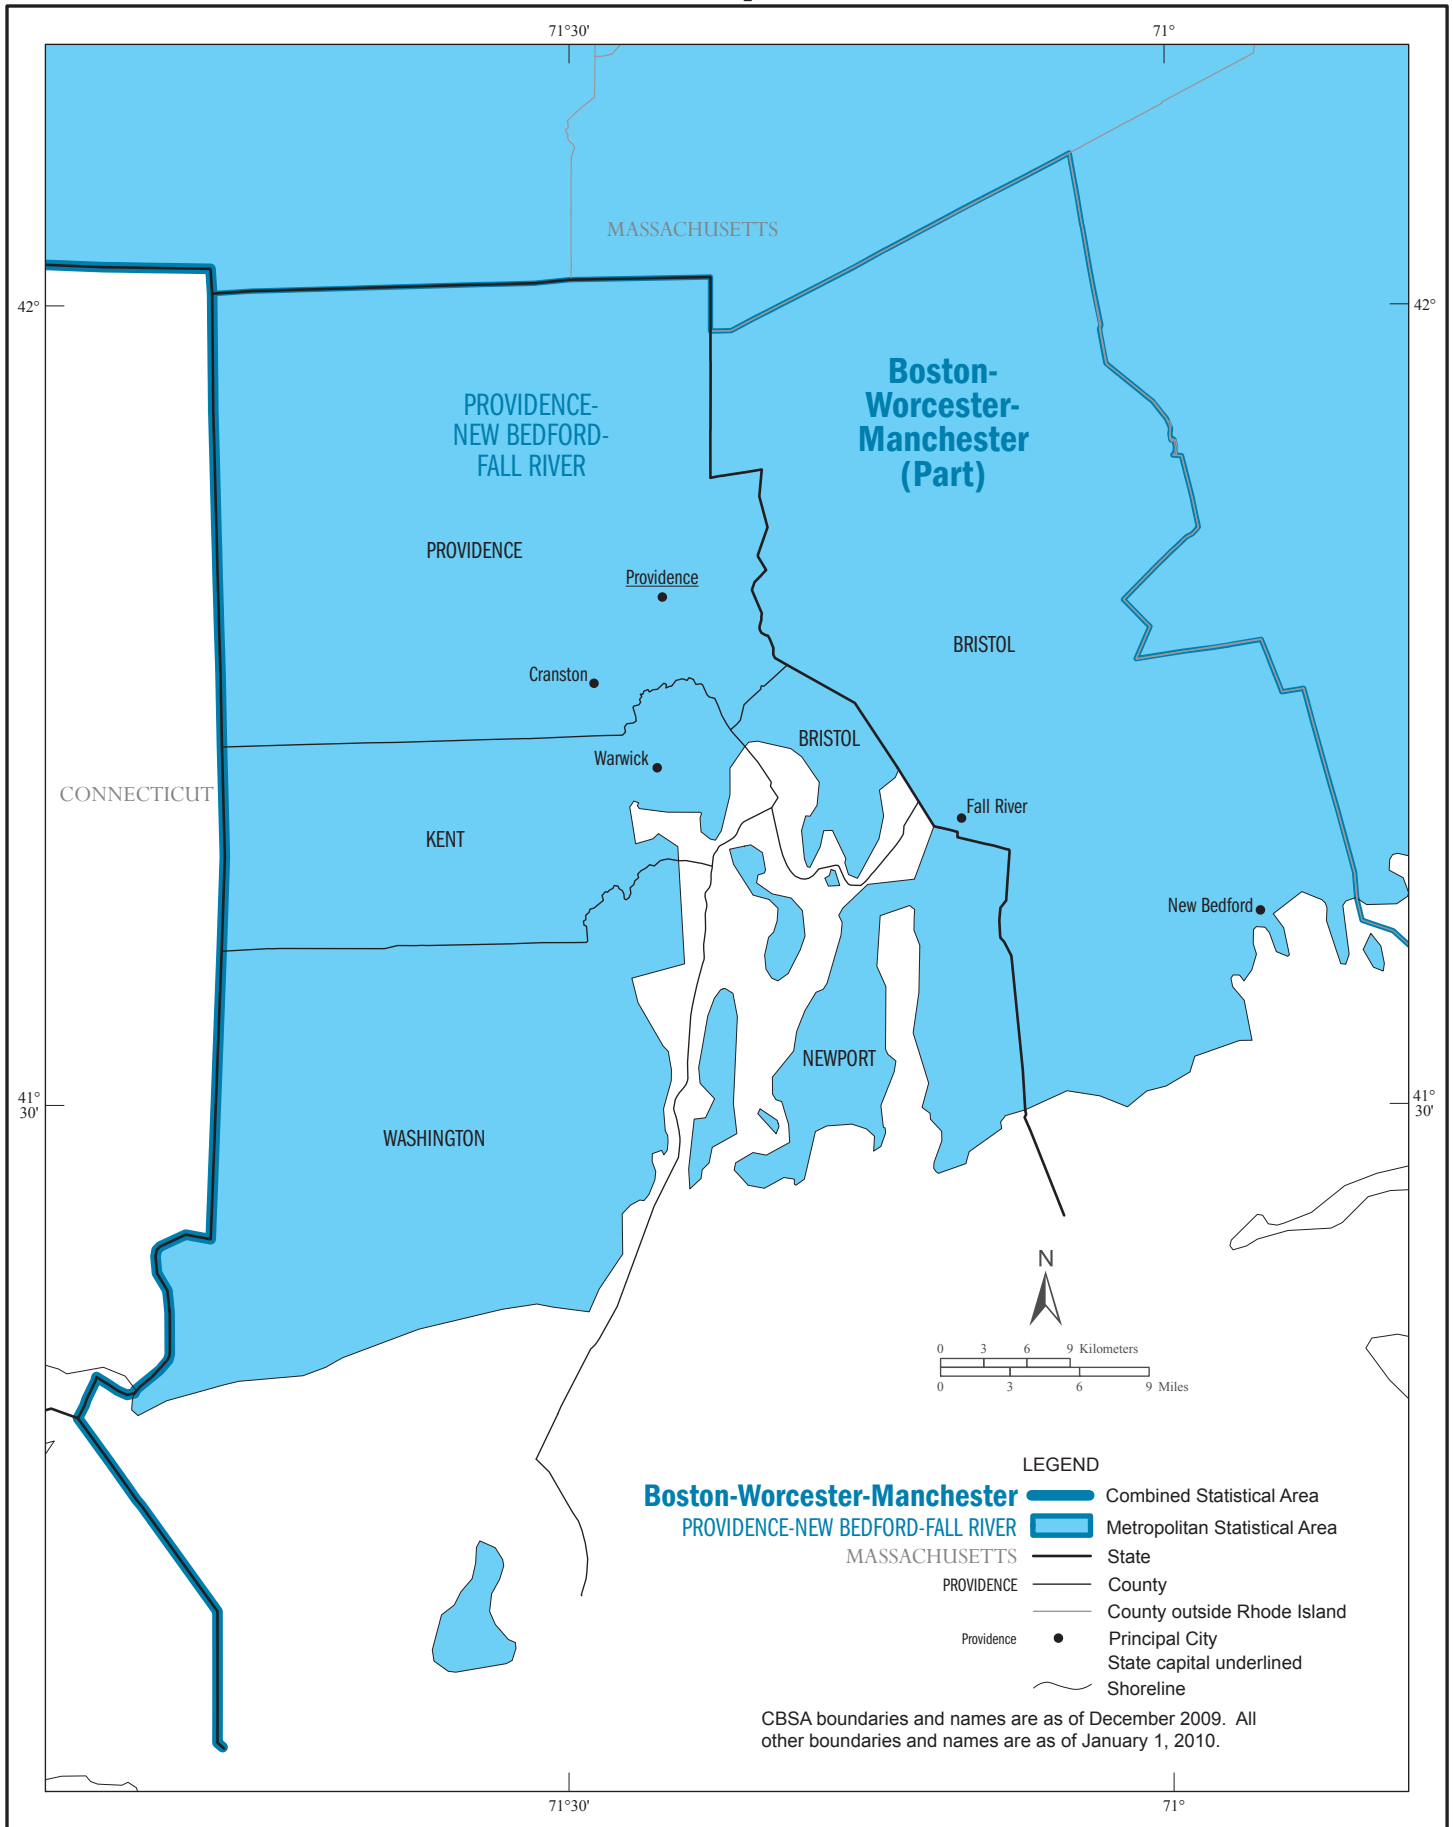 71°30'
71°
MASSACHUSETTS
42°
42°
Boston-
Worcester-
Manchester
(Part)
PROVIDENCE-
NEW BEDFORD-
FALL RIVER
PROVIDENCE
Providence
BRISTOL
Cranston
BRISTOL
Warwick
CONNECTICUT
Fall River
KENT
New Bedford
NEWPORT
41°
30'
41°
30'
WASHINGTON
N
0 3 6 9 Kilometers
0 3 6 9 Miles
LEGEND
Boston-Worcester-Manchester Combined Statistical Area
PROVIDENCE-NEW BEDFORD-FALL RIVER Metropolitan Statistical Area
MASSACHUSETTS State
PROVIDENCE County
County outside Rhode Island
Providence Principal City
State capital underlined
Shoreline
CBSA boundaries and names are as of December 2009. All
other boundaries and names are as of January 1, 2010.
71°30'
71°